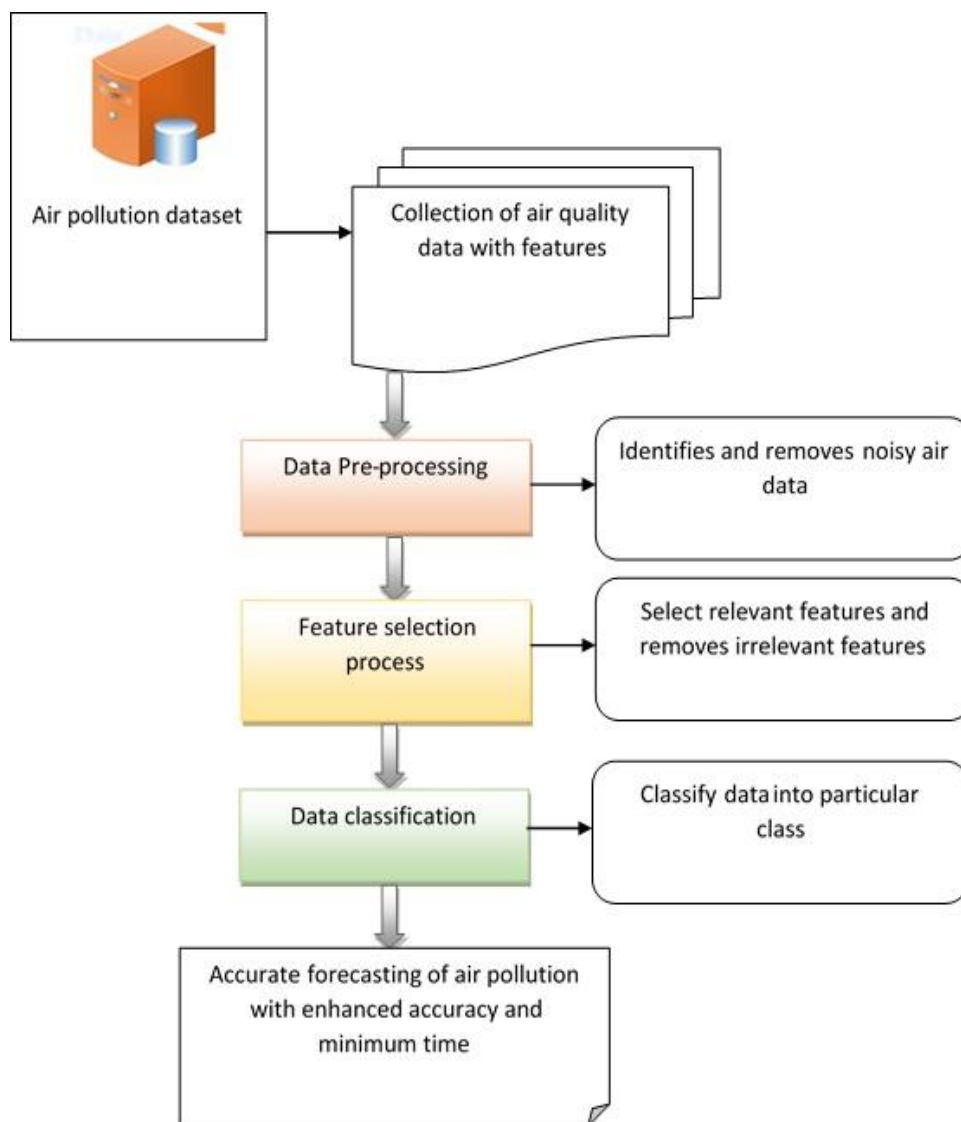 Data
Air pollution dataset
Collection of air quality
data with features
Data Pre-processing
Identifies and removes noisy air
data
Feature selection
process
Select relevant features and
removes irrelevant features
Data classification
Classify data into particular
class
Accurate forecasting of air pollution
with enhanced accuracy and
minimum time